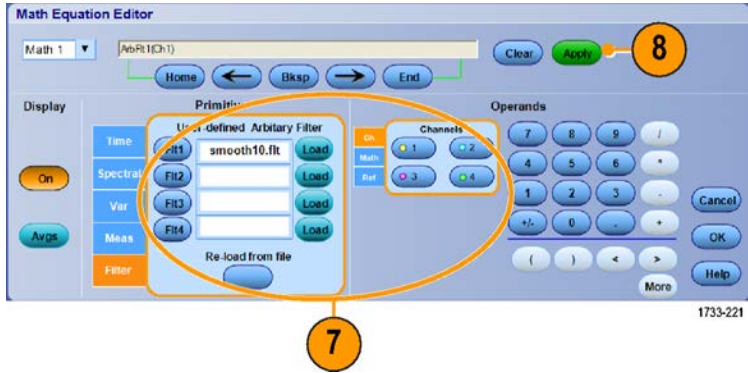 Math Equation Editor
Math 1
ArbFlt1(Ch1)
Clear
Apply
8
Home
Bksp
End
Display
Operands
User-defined Arbitary Filter
Channels
Time
Spectral
Var
Meas
Filter
Flt1 smooth10.flt Load
Flt2 Load
Flt3 Load
Flt4 Load
Re-load from file
Ch
Math
Ref
1 2
3 4
7 8 9 /
4 5 6 *
1 2 3 -
+/- 0 . +
( ) < >
More
On
Avgs
Cancel
OK
Help
1733-221
7